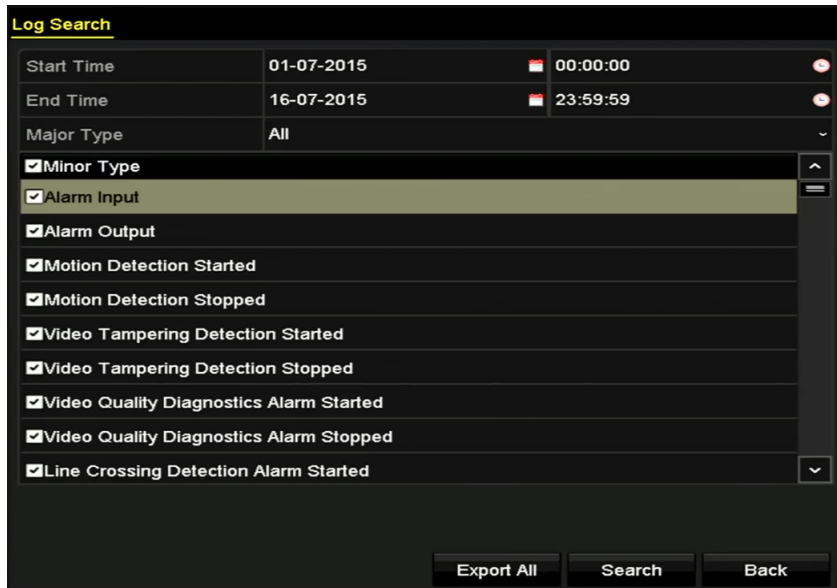 Log Search
Start Time 01-07-2015 00:00:00
End Time 16-07-2015 23:59:59
Major Type All
Minor Type
Alarm Input
Alarm Output
Motion Detection Started
Motion Detection Stopped
Video Tampering Detection Started
Video Tampering Detection Stopped
Video Quality Diagnostics Alarm Started
Video Quality Diagnostics Alarm Stopped
Line Crossing Detection Alarm Started
Export All Search Back